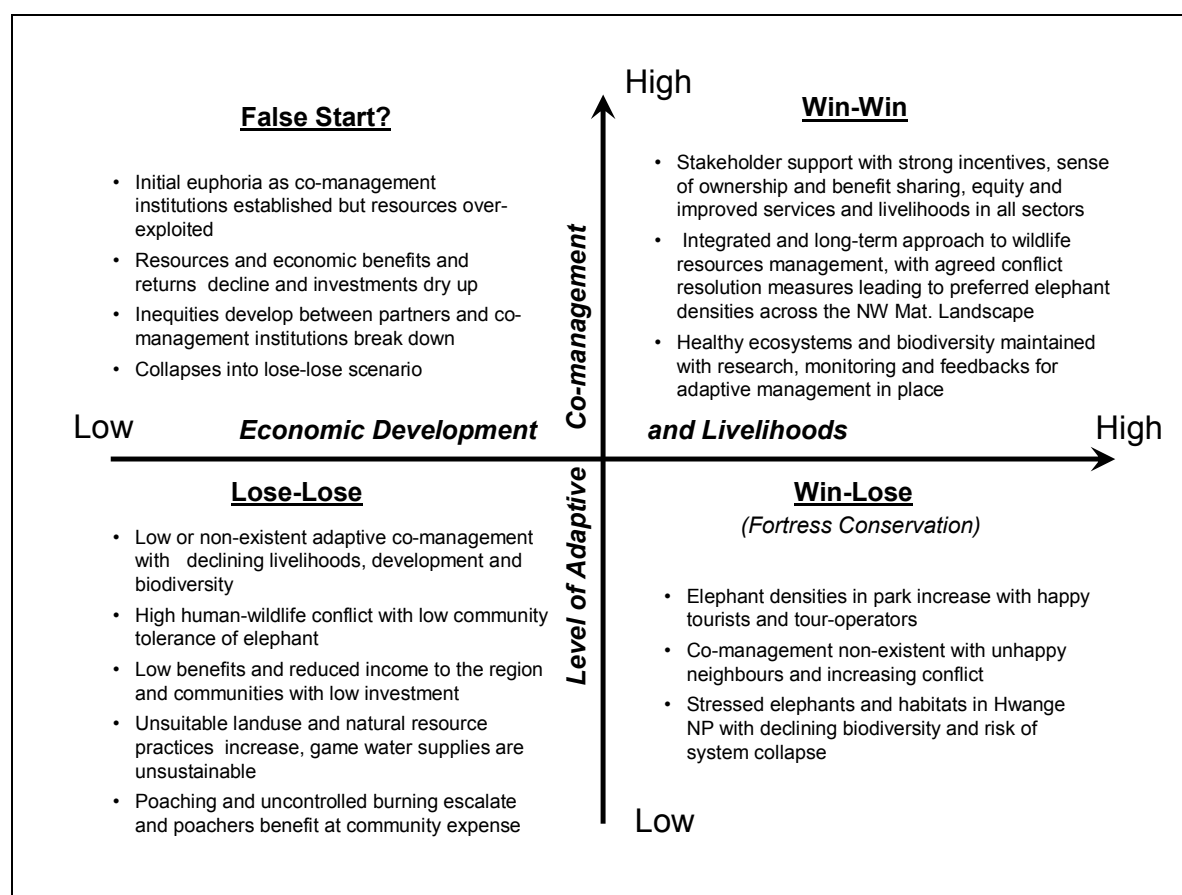 High
False Start?
• Initial euphoria as co-management
institutions established but resources over-
exploited
• Resources and economic benefits and
returns decline and investments dry up
• Inequities develop between partners and co-
management institutions break down
• Collapses into lose-lose scenario
Win-Win
• Stakeholder support with strong incentives, sense
of ownership and benefit sharing, equity and
improved services and livelihoods in all sectors
• Integrated and long-term approach to wildlife
resources management, with agreed conflict
resolution measures leading to preferred elephant
densities across the NW Mat. Landscape
• Healthy ecosystems and biodiversity maintained
with research, monitoring and feedbacks for
adaptive management in place
Level of Adaptive Co-management
Low
Economic Development and Livelihoods
High
Lose-Lose
• Low or non-existent adaptive co-management
with declining livelihoods, development and
biodiversity
• High human-wildlife conflict with low community
tolerance of elephant
• Low benefits and reduced income to the region
and communities with low investment
• Unsuitable landuse and natural resource
practices increase, game water supplies are
unsustainable
• Poaching and uncontrolled burning escalate
and poachers benefit at community expense
Win-Lose
(Fortress Conservation)
• Elephant densities in park increase with happy
tourists and tour-operators
• Co-management non-existent with unhappy
neighbours and increasing conflict
• Stressed elephants and habitats in Hwange
NP with declining biodiversity and risk of
system collapse
Low